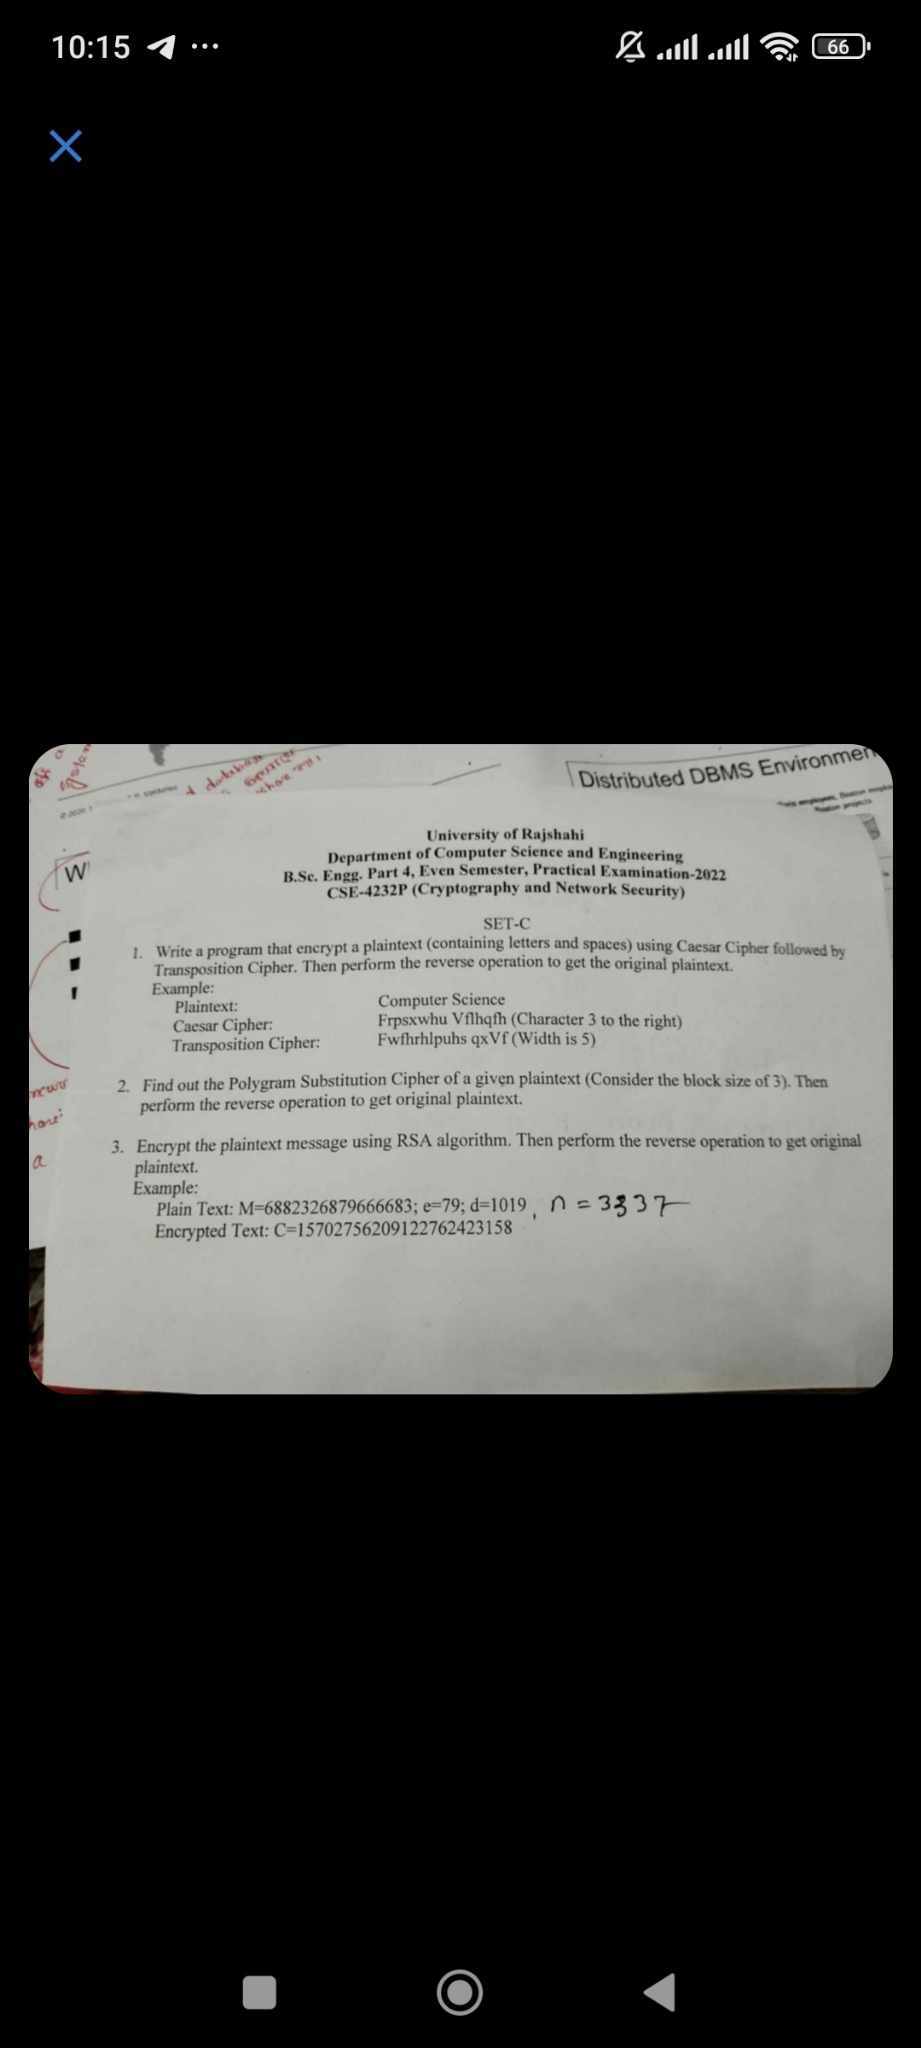 10:15
66
Distributed DBMS Environmen
W
University of Rajshahi
Department of Computer Science and Engineering
B.Sc. Engg. Part 4, Even Semester, Practical Examination-2022
CSE-4232P (Cryptography and Network Security)
SET-C
1. Write a program that encrypt a plaintext (containing letters and spaces) using Caesar Cipher followed by
Transposition Cipher. Then perform the reverse operation to get the original plaintext.
Example:
Plaintext: Computer Science
Caesar Cipher: Frpsxwhu Vflhqfh (Character 3 to the right)
Transposition Cipher: Fwfhrhlpuhs qxVf (Width is 5)
2. Find out the Polygram Substitution Cipher of a given plaintext (Consider the block size of 3). Then
perform the reverse operation to get original plaintext.
3. Encrypt the plaintext message using RSA algorithm. Then perform the reverse operation to get original
plaintext.
Example:
Plain Text: M=6882326879666683; e=79; d=1019, n = 3337
Encrypted Text: C=15702756209122762423158
a